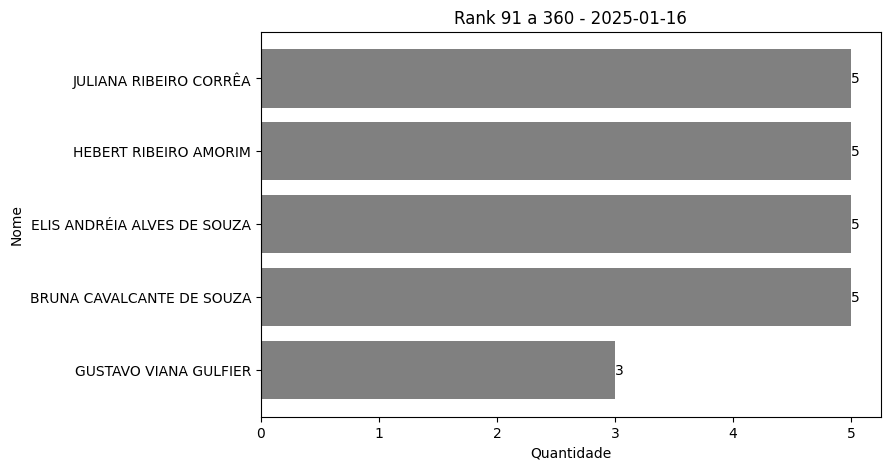 Rank 91 a 360 - 2025-01-16
JULIANA RIBEIRO CORRÊA
5
HEBERT RIBEIRO AMORIM
5
ELIS ANDRÉIA ALVES DE SOUZA
5
BRUNA CAVALCANTE DE SOUZA
5
GUSTAVO VIANA GULFIER
3
Nome
0 1 2 3 4 5
Quantidade